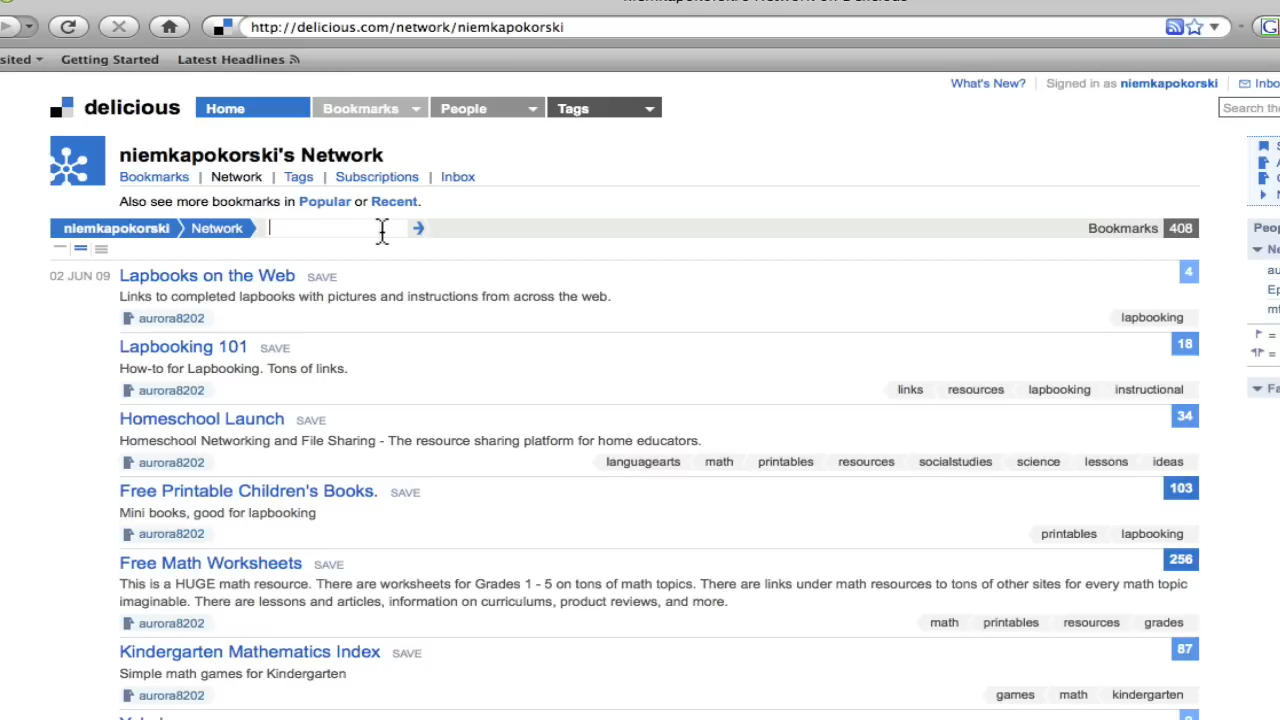 http://delicious.com/network/niemkapokorski
sited Getting Started Latest Headlines
What's New? Signed in as niemkapokorski Inbo
delicious Home Bookmarks People Tags Search the
niemkapokorski's Network
Bookmarks | Network | Tags | Subscriptions | Inbox
Also see more bookmarks in Popular or Recent.
niemkapokorski Network Bookmarks 408
02 JUN 09 Lapbooks on the Web SAVE 4
Links to completed lapbooks with pictures and instructions from across the web.
aurora8202 lapbooking
Lapbooking 101 SAVE 18
How-to for Lapbooking. Tons of links.
aurora8202 links resources lapbooking instructional
Homeschool Launch SAVE 34
Homeschool Networking and File Sharing - The resource sharing platform for home educators.
aurora8202 languagearts math printables resources socialstudies science lessons ideas
Free Printable Children's Books. SAVE 103
Mini books, good for lapbooking
aurora8202 printables lapbooking
Free Math Worksheets SAVE 256
This is a HUGE math resource. There are worksheets for Grades 1 - 5 on tons of math topics. There are links under math resources to tons of other sites for every math topic
imaginable. There are lessons and articles, information on curriculums, product reviews, and more.
aurora8202 math printables resources grades
Kindergarten Mathematics Index SAVE 87
Simple math games for Kindergarten
aurora8202 games math kindergarten
Peop
Ne
au
Ep
=
=
Fa